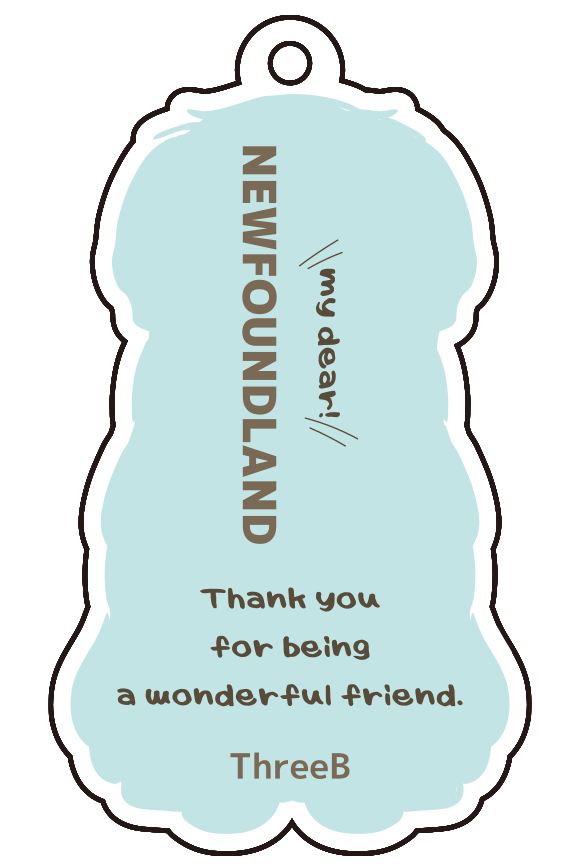 my dear!
NEWFOUNDLAND
Thank you
for being
a wonderful friend.
ThreeB